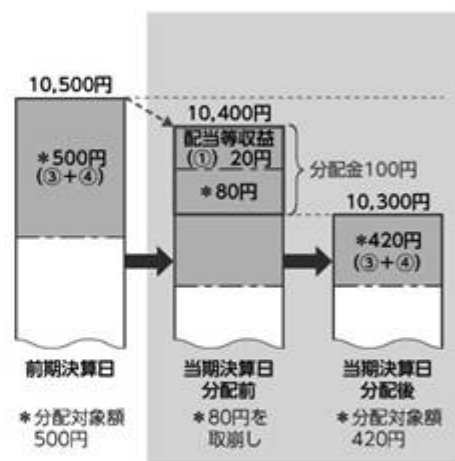 10,500円
10,400円
配当等収益
(①) 20円
*500円
(③+④)
*80円
分配金100円
10,300円
*420円
(③+④)
前期決算日
当期決算日
分配前
当期決算日
分配後
*分配対象額
500円
*80円を
取崩し
*分配対象額
420円